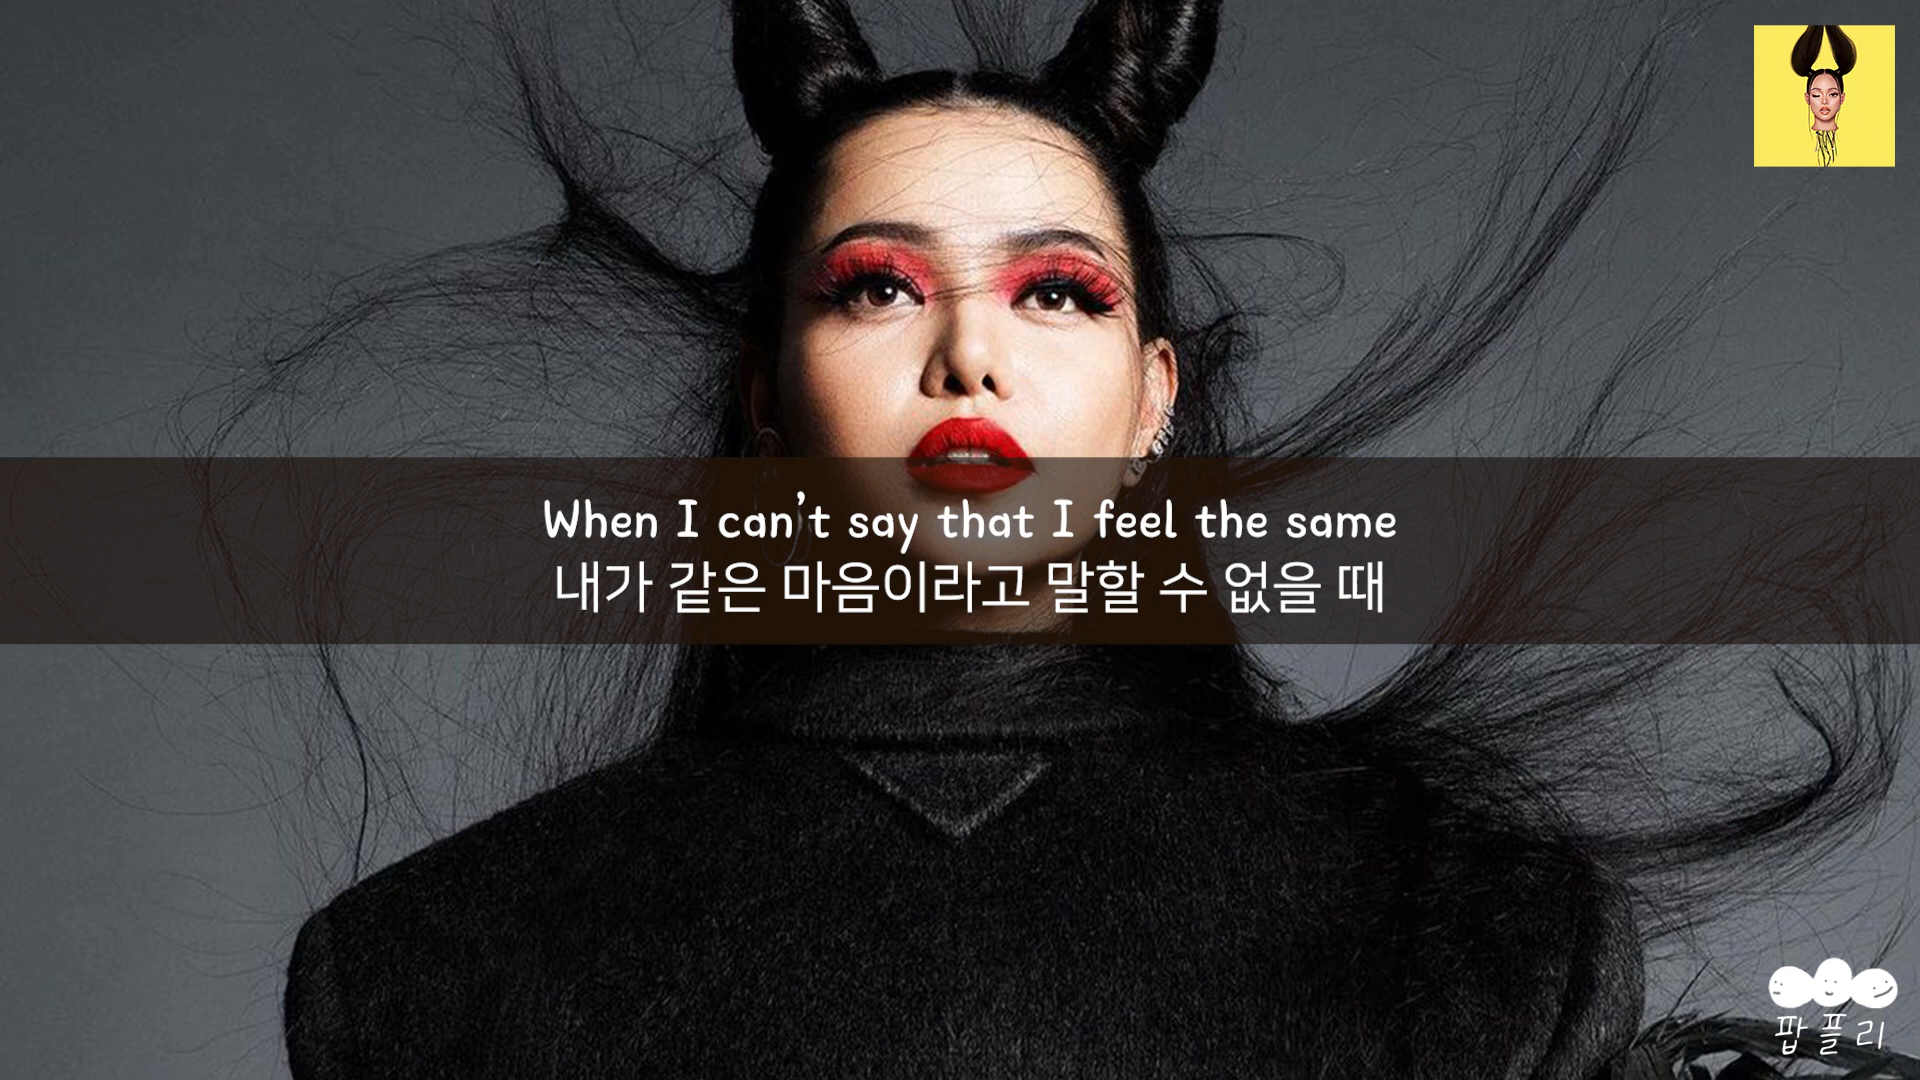 When I can't say that I feel the same
내가 같은 마음이라고 말할 수 없을 때
팝플리